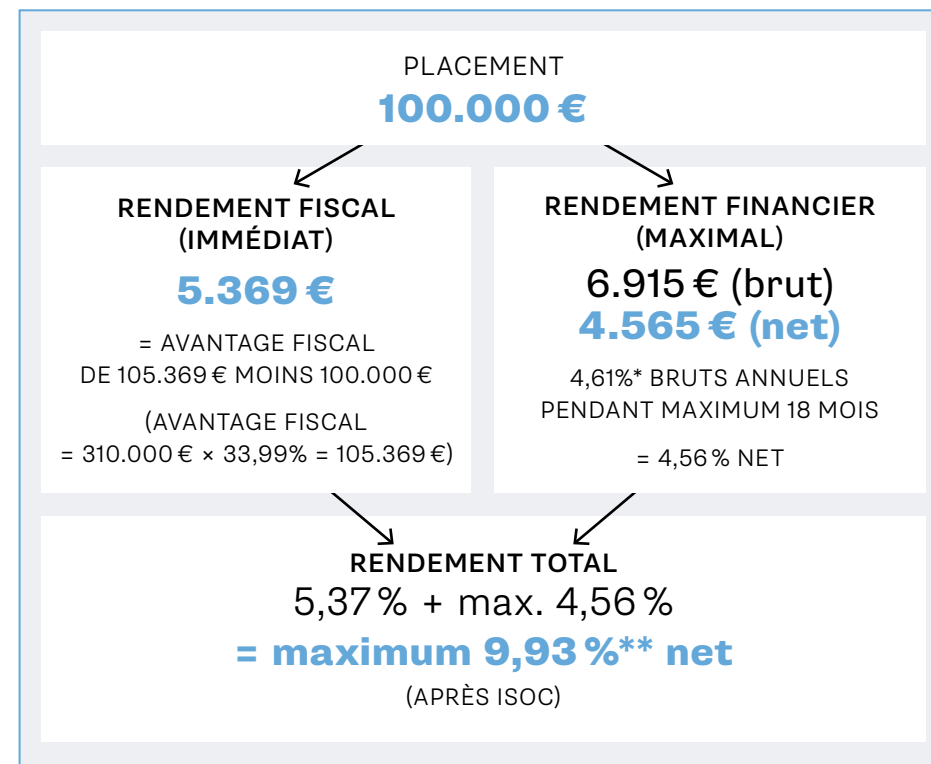 PLACEMENT
100.000 €
RENDEMENT FISCAL
(IMMÉDIAT)
5.369 €
= AVANTAGE FISCAL
DE 105.369 € MOINS 100.000 €
(AVANTAGE FISCAL
= 310.000 € × 33,99% = 105.369 €)
RENDEMENT FINANCIER
(MAXIMAL)
6.915 € (brut)
4.565 € (net)
4,61%* BRUTS ANNUELS
PENDANT MAXIMUM 18 MOIS
= 4,56 % NET
RENDEMENT TOTAL
5,37 % + max. 4,56 %
= maximum 9,93 %** net
(APRÈS ISOC)